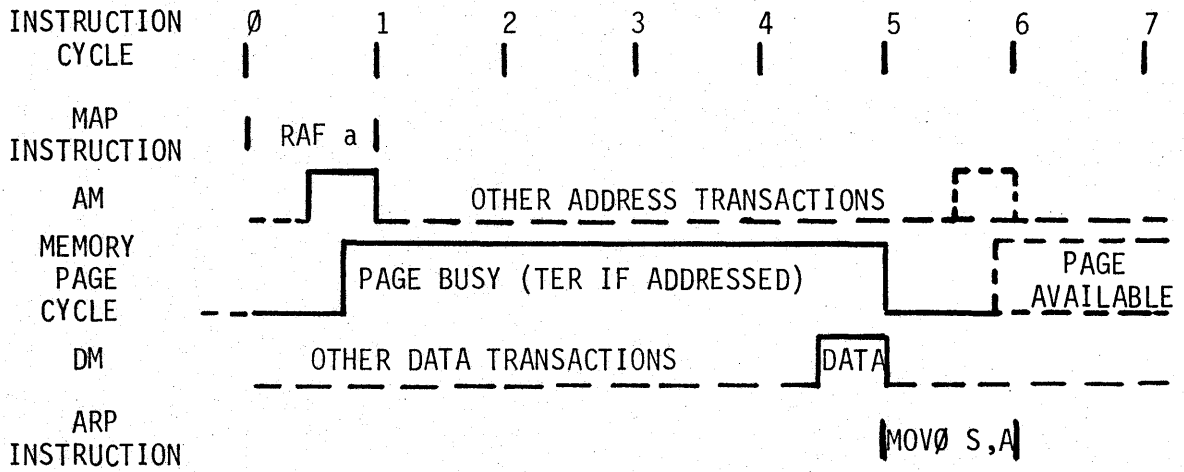 INSTRUCTION CYCLE
Ø 1 2 3 4 5 6 7
MAP INSTRUCTION
RAF a
AM
OTHER ADDRESS TRANSACTIONS
MEMORY PAGE CYCLE
PAGE BUSY (TER IF ADDRESSED)
PAGE AVAILABLE
DM
OTHER DATA TRANSACTIONS
DATA
ARP INSTRUCTION
MOVØ S,A